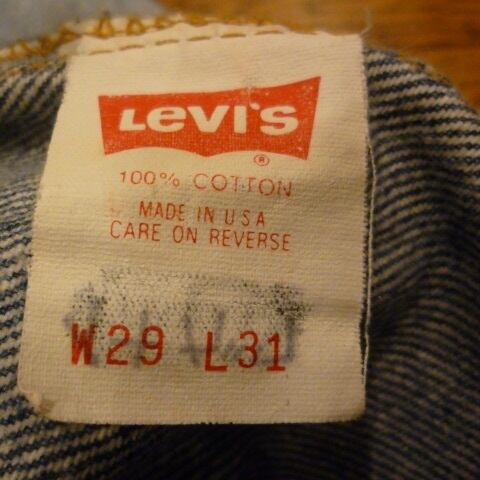 Levi's
®
100% COTTON
MADE IN USA
CARE ON REVERSE
W29 L31